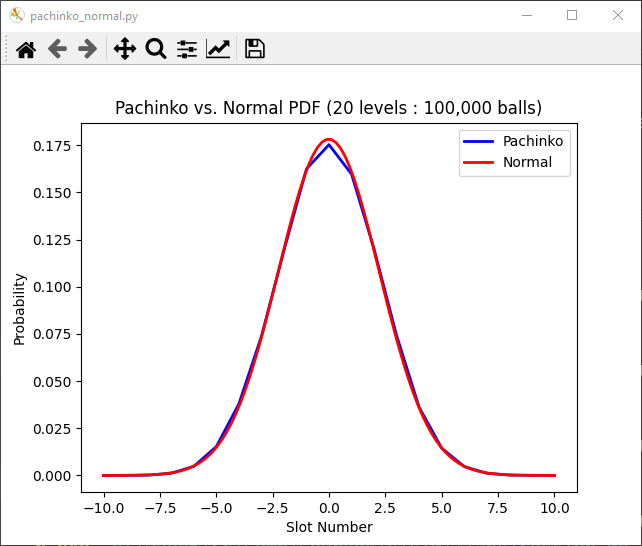 pachinko_normal.py
Pachinko vs. Normal PDF (20 levels : 100,000 balls)
Pachinko
Normal
0.175
0.150
0.125
0.100
0.075
0.050
0.025
0.000
Probability
−10.0 −7.5 −5.0 −2.5 0.0 2.5 5.0 7.5 10.0
Slot Number